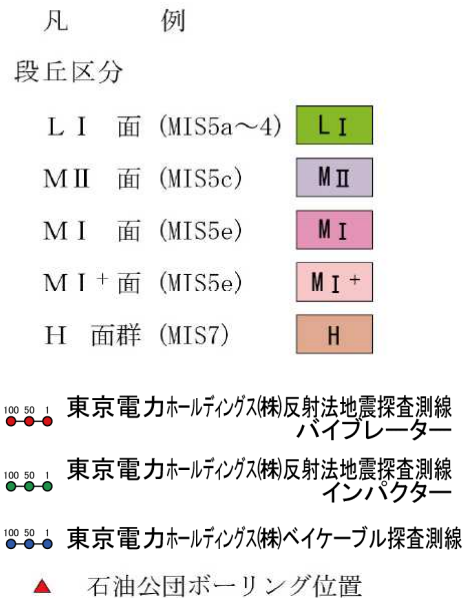 凡 例
段丘区分
LⅠ 面 (MIS5a～4) LⅠ
MⅡ 面 (MIS5c) MⅡ
MⅠ 面 (MIS5e) MⅠ
MⅠ+面 (MIS5e) MⅠ+
H 面群 (MIS7) H
100 50 1 東京電力ホールディングス㈱反射法地震探査測線
バイブレーター
100 50 1 東京電力ホールディングス㈱反射法地震探査測線
インパクター
100 50 1 東京電力ホールディングス㈱ベイケーブル探査測線
石油公団ボーリング位置